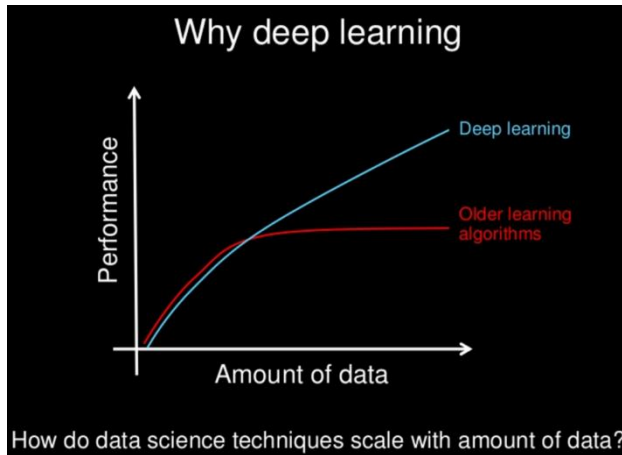 Why deep learning
Deep learning
Older learning
algorithms
Performance
Amount of data
How do data science techniques scale with amount of data?